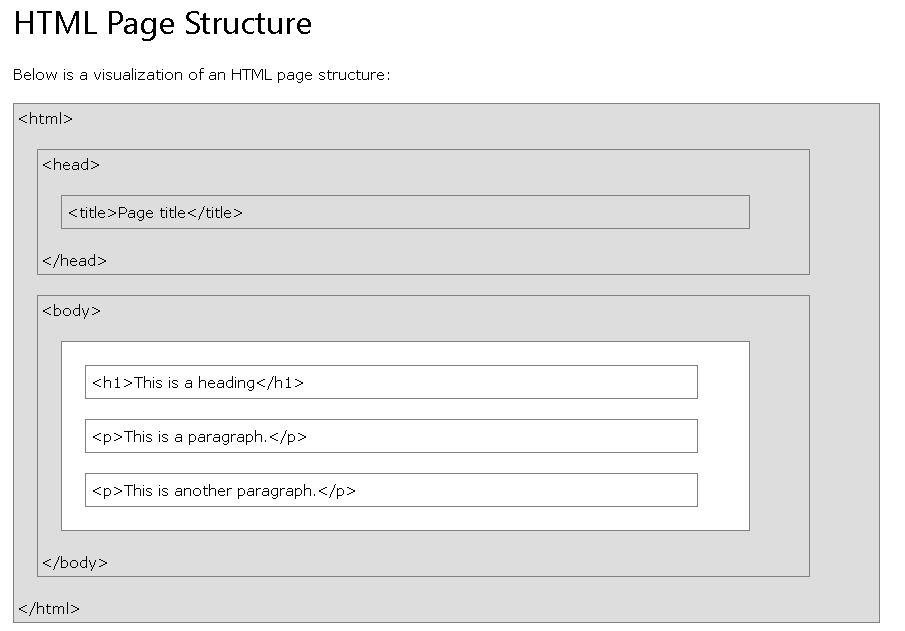 HTML Page Structure
Below is a visualization of an HTML page structure:
<html>
<head>
<title>Page title</title>
</head>
<body>
<h1>This is a heading</h1>
<p>This is a paragraph.</p>
<p>This is another paragraph.</p>
</body>
</html>